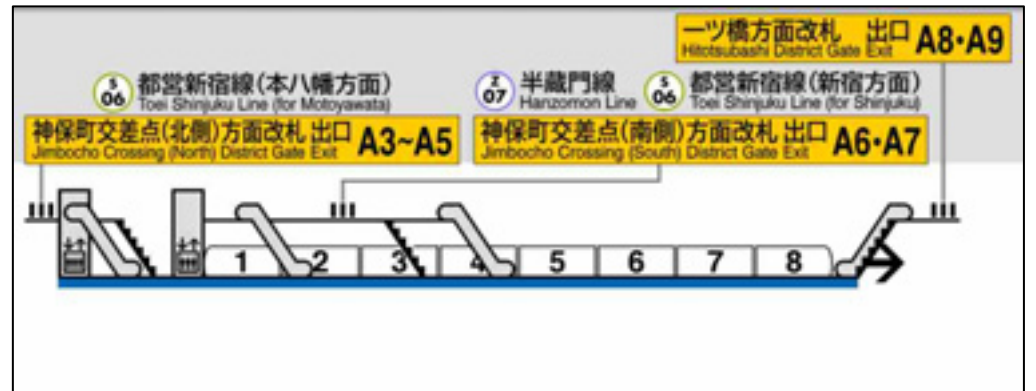 一ツ橋方面改札 出口 A8・A9
Hitotsubashi District Gate Exit
S 06 都営新宿線(本八幡方面)
Toei Shinjuku Line (for Motoyawata)
Z 07 半蔵門線
Hanzomon Line
S 06 都営新宿線(新宿方面)
Toei Shinjuku Line (for Shinjuku)
神保町交差点(北側)方面改札 出口 A3~A5
Jimbocho Crossing (North) District Gate Exit
神保町交差点(南側)方面改札 出口 A6・A7
Jimbocho Crossing (South) District Gate Exit
1 2 3 4 5 6 7 8